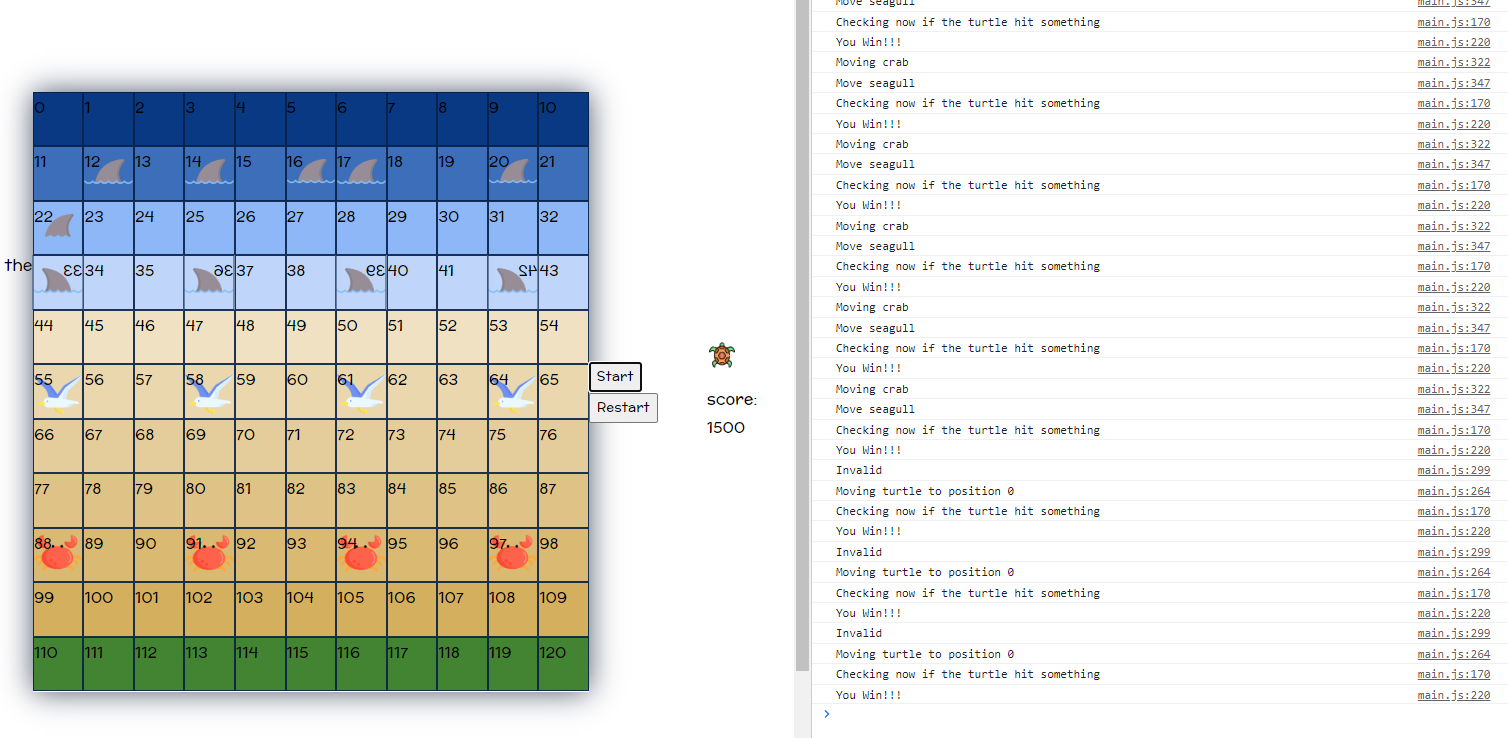 0 1 2 3 4 5 6 7 8 9 10
11 12 13 14 15 16 17 18 19 20 21
22 23 24 25 26 27 28 29 30 31 32
the
33 34 35 36 37 38 39 40 41 42 43
44 45 46 47 48 49 50 51 52 53 54
55 56 57 58 59 60 61 62 63 64 65
66 67 68 69 70 71 72 73 74 75 76
77 78 79 80 81 82 83 84 85 86 87
88 89 90 91 92 93 94 95 96 97 98
99 100 101 102 103 104 105 106 107 108 109
110 111 112 113 114 115 116 117 118 119 120
Start
Restart
score:
1500
Move seagull main.js:347
Checking now if the turtle hit something main.js:170
You Win!!! main.js:220
Moving crab main.js:322
Move seagull main.js:347
Checking now if the turtle hit something main.js:170
You Win!!! main.js:220
Moving crab main.js:322
Move seagull main.js:347
Checking now if the turtle hit something main.js:170
You Win!!! main.js:220
Moving crab main.js:322
Move seagull main.js:347
Checking now if the turtle hit something main.js:170
You Win!!! main.js:220
Moving crab main.js:322
Move seagull main.js:347
Checking now if the turtle hit something main.js:170
You Win!!! main.js:220
Moving crab main.js:322
Move seagull main.js:347
Checking now if the turtle hit something main.js:170
You Win!!! main.js:220
Invalid main.js:299
Moving turtle to position 0 main.js:264
Checking now if the turtle hit something main.js:170
You Win!!! main.js:220
Invalid main.js:299
Moving turtle to position 0 main.js:264
Checking now if the turtle hit something main.js:170
You Win!!! main.js:220
Invalid main.js:299
Moving turtle to position 0 main.js:264
Checking now if the turtle hit something main.js:170
You Win!!! main.js:220